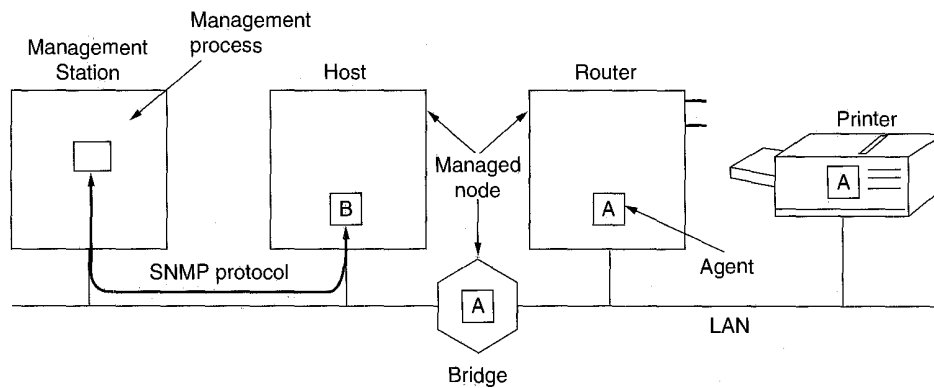 Management
process
Management
Station
Host
Router
Printer
Managed
node
A
B
A
Agent
SNMP protocol
A
LAN
Bridge